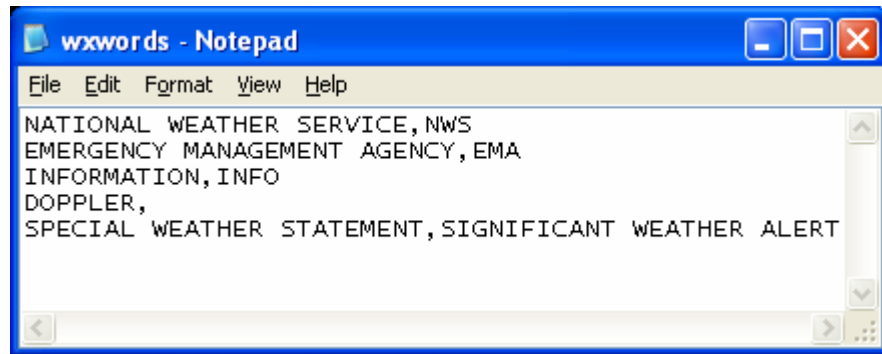 wxwords - Notepad
File Edit Format View Help
NATIONAL WEATHER SERVICE,NWS
EMERGENCY MANAGEMENT AGENCY,EMA
INFORMATION,INFO
DOPPLER,
SPECIAL WEATHER STATEMENT,SIGNIFICANT WEATHER ALERT